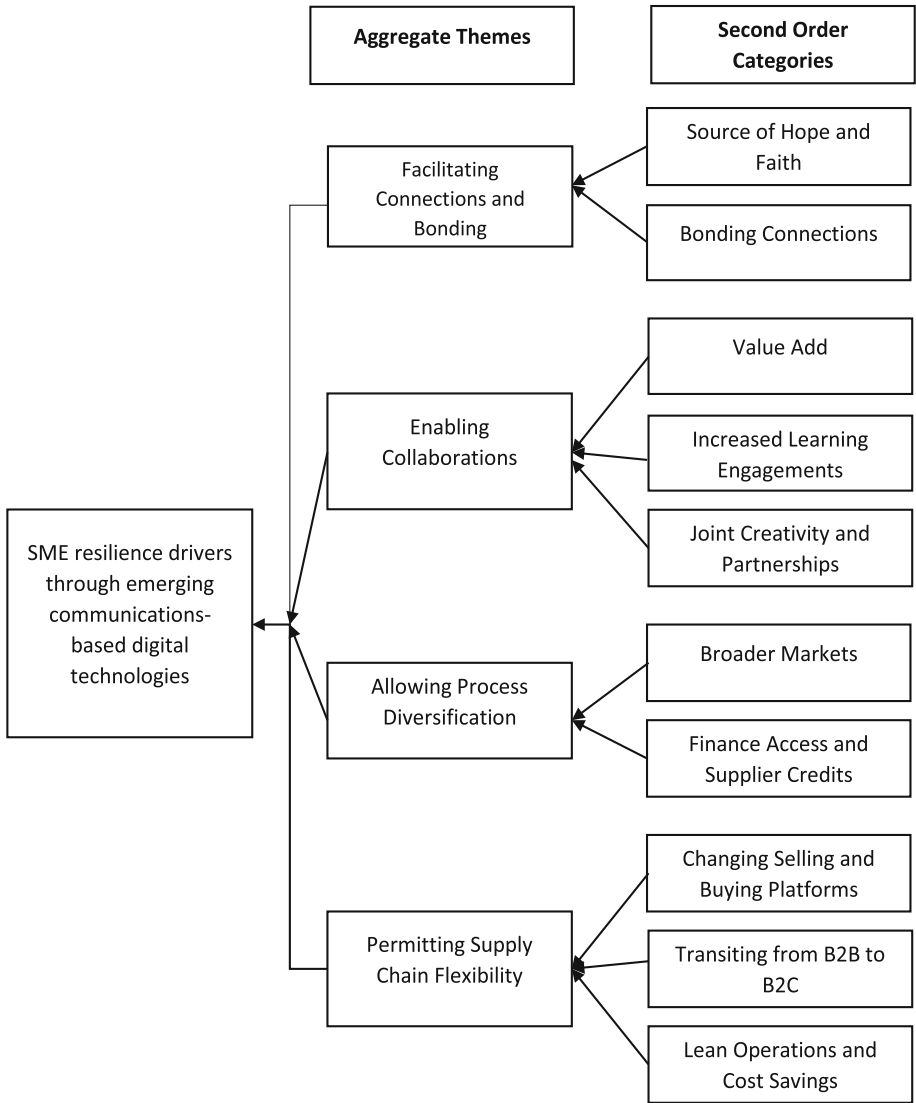 Aggregate Themes
Second Order
Categories
Source of Hope and
Faith
Facilitating
Connections and
Bonding
Bonding Connections
Value Add
Enabling
Collaborations
Increased Learning
Engagements
Joint Creativity and
Partnerships
SME resilience drivers
through emerging
communications-
based digital
technologies
Broader Markets
Allowing Process
Diversification
Finance Access and
Supplier Credits
Changing Selling and
Buying Platforms
Permitting Supply
Chain Flexibility
Transiting from B2B to
B2C
Lean Operations and
Cost Savings